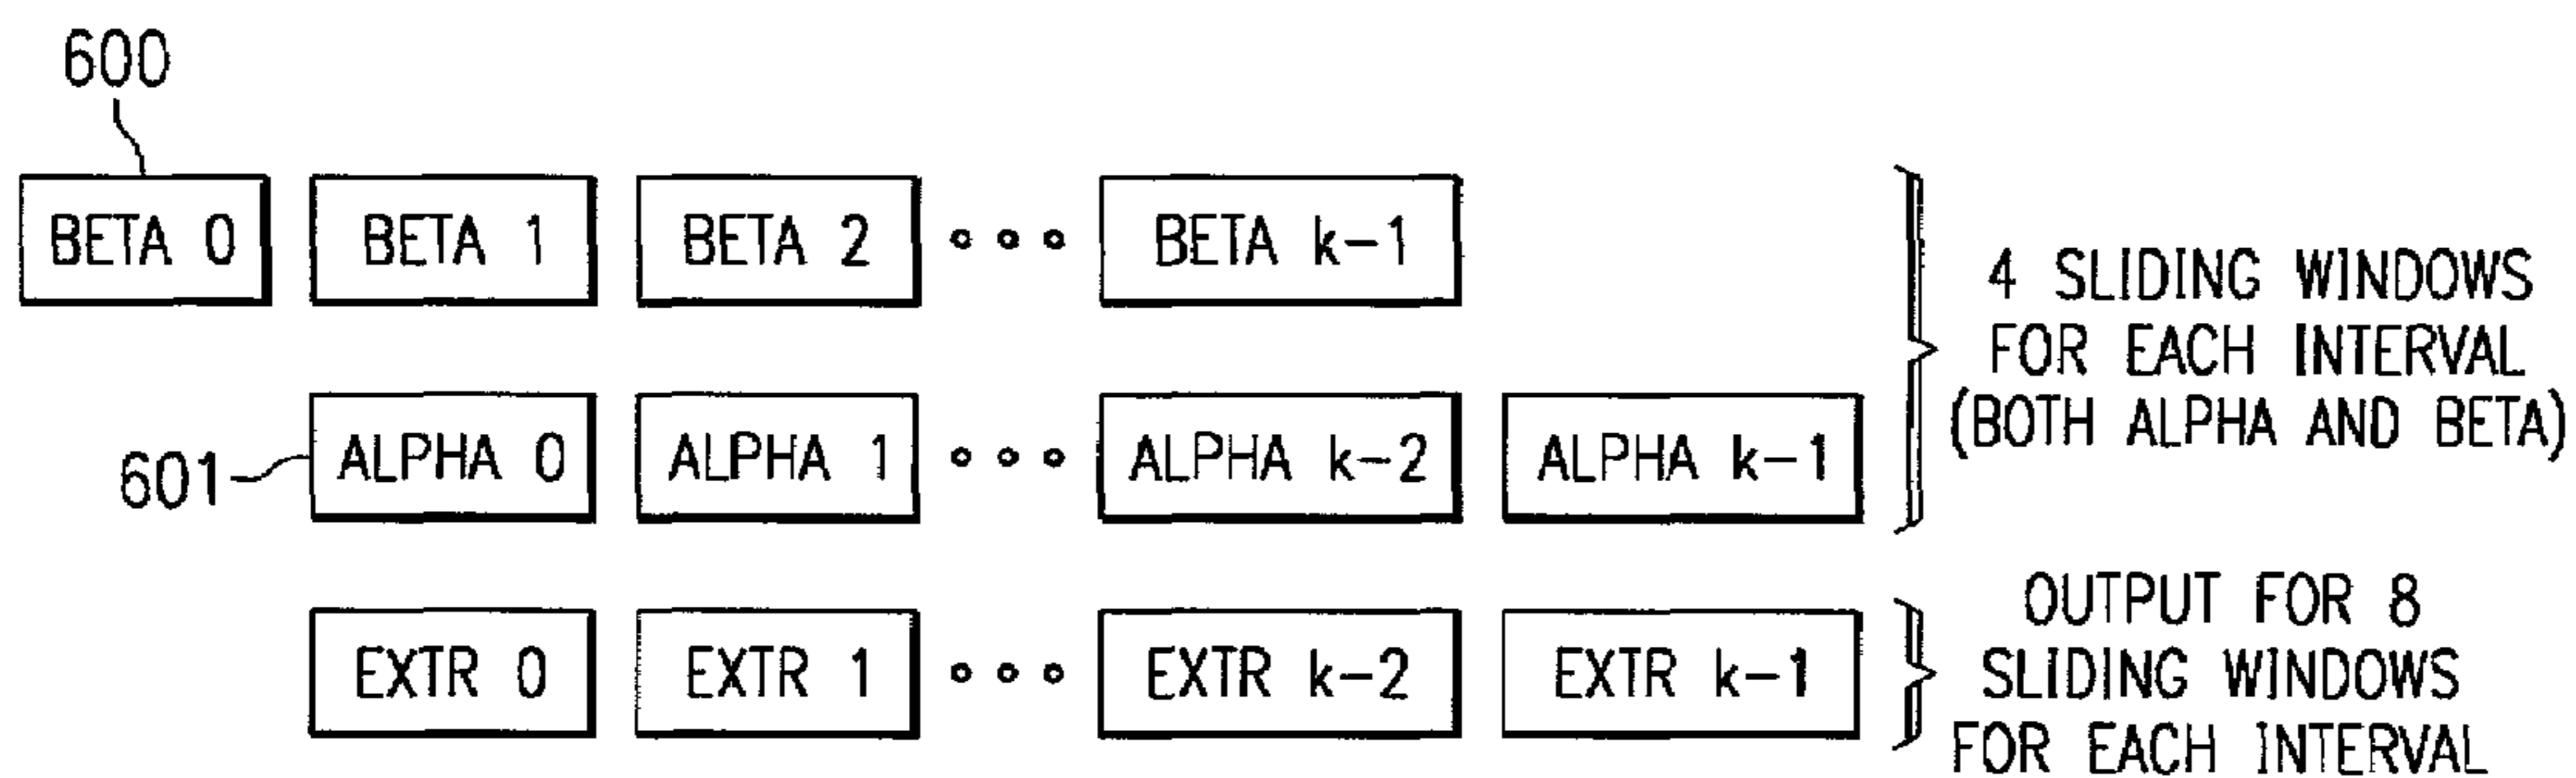 600
BETA 0 BETA 1 BETA 2 ∘ ∘ ∘ BETA k-1
4 SLIDING WINDOWS
FOR EACH INTERVAL
(BOTH ALPHA AND BETA)
601
ALPHA 0 ALPHA 1 ∘ ∘ ∘ ALPHA k-2 ALPHA k-1
EXTR 0 EXTR 1 ∘ ∘ ∘ EXTR k-2 EXTR k-1
OUTPUT FOR 8
SLIDING WINDOWS
FOR EACH INTERVAL